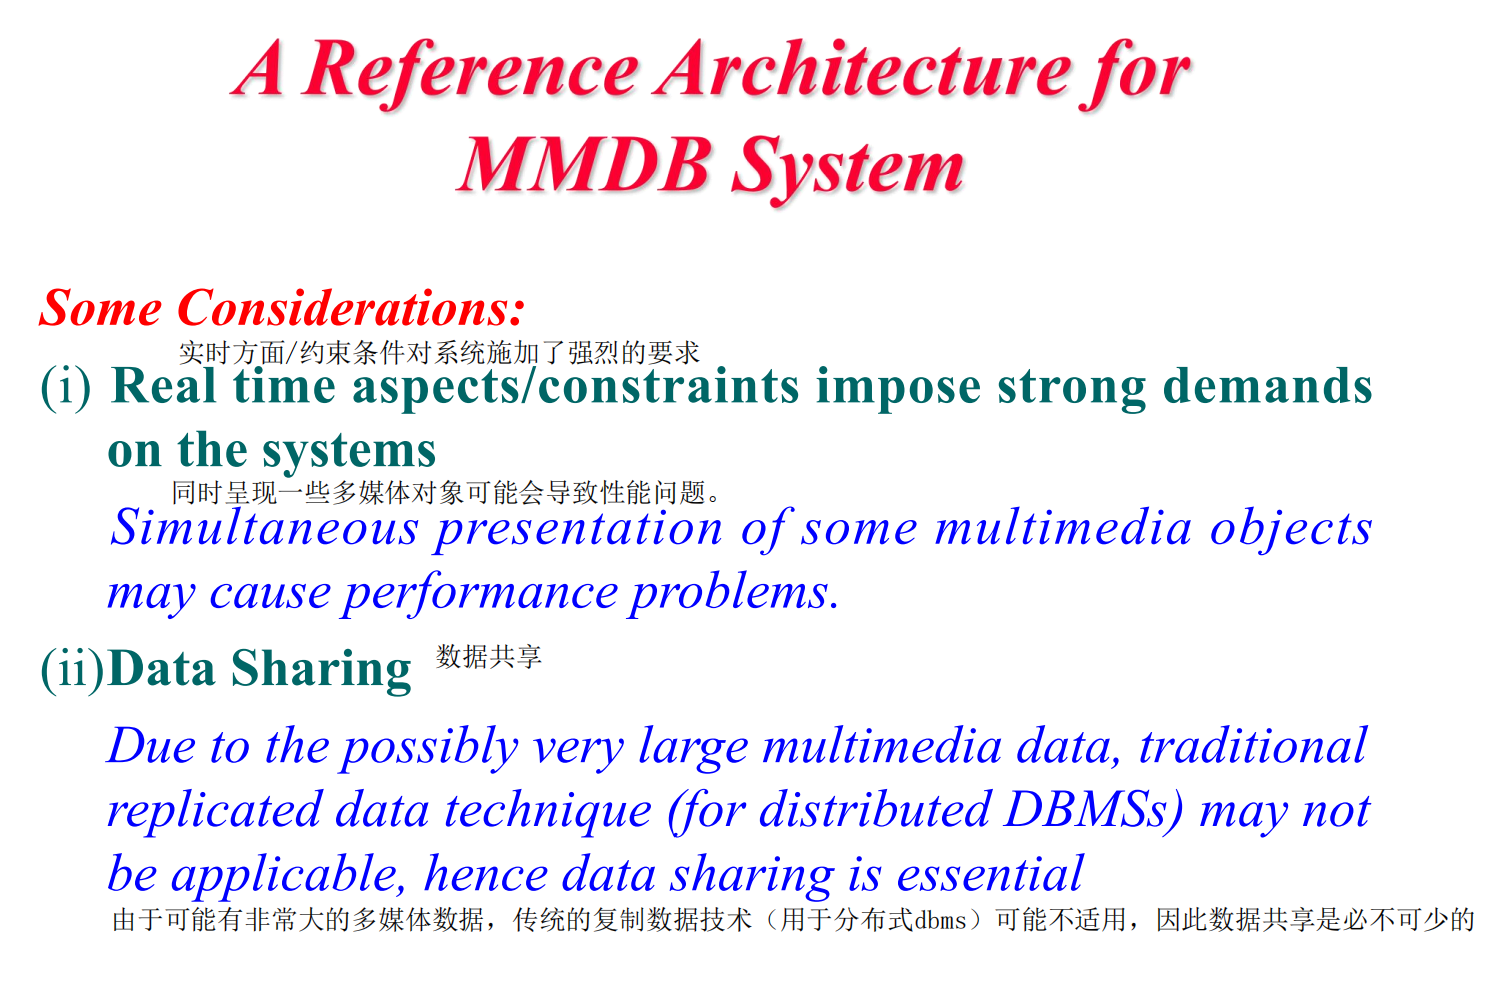 A Reference Architecture for
MMDB System
Some Considerations:
实时方面/约束条件对系统施加了强烈的要求
(i) Real time aspects/constraints impose strong demands
on the systems
同时呈现一些多媒体对象可能会导致性能问题。
Simultaneous presentation of some multimedia objects
may cause performance problems.
(ii)Data Sharing 数据共享
Due to the possibly very large multimedia data, traditional
replicated data technique (for distributed DBMSs) may not
be applicable, hence data sharing is essential
由于可能有非常大的多媒体数据，传统的复制数据技术（用于分布式dbms）可能不适用，因此数据共享是必不可少的